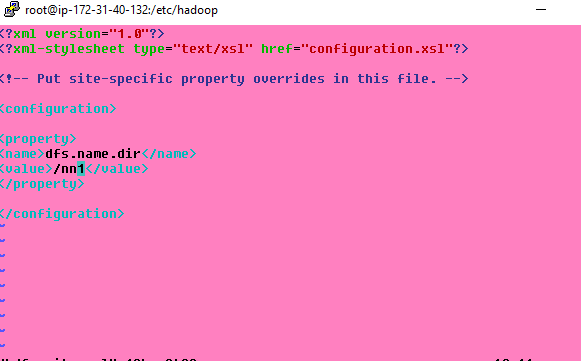 root@ip-172-31-40-132:/etc/hadoop
<?xml version="1.0"?>
<?xml-stylesheet type="text/xsl" href="configuration.xsl"?>
<!-- Put site-specific property overrides in this file. -->
<configuration>
<property>
<name>dfs.name.dir</name>
<value>/nn1</value>
</property>
</configuration>
~
~
~
~
~
~
~
~
~